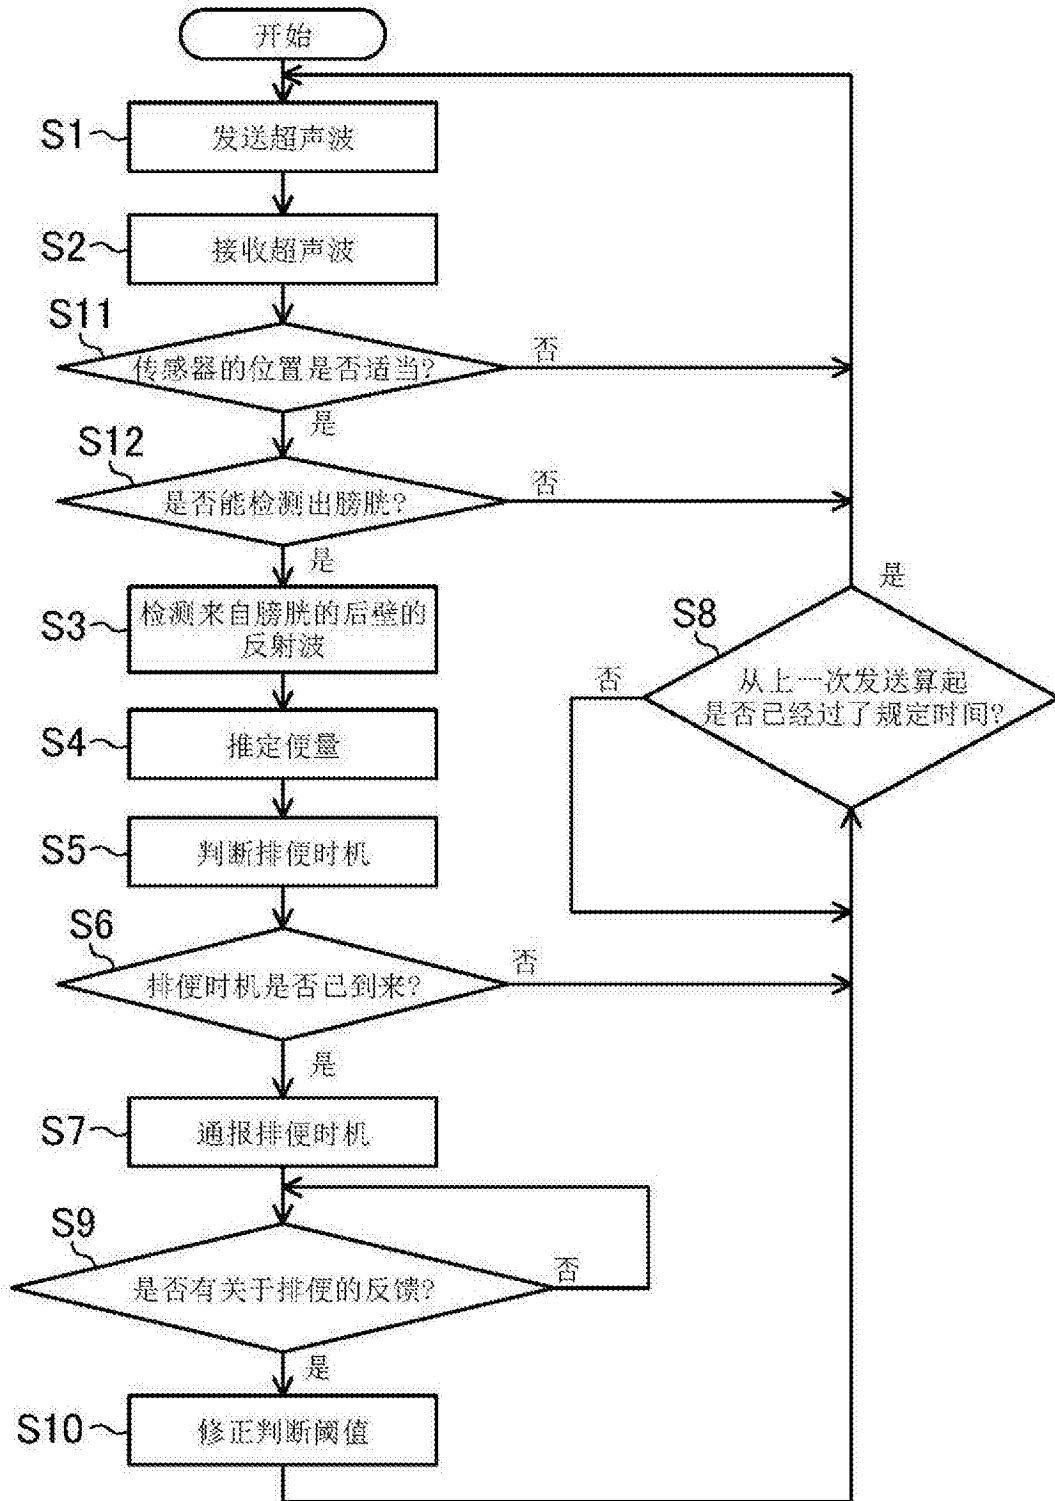 开始
S1
发送超声波
S2
接收超声波
S11
传感器的位置是否适当?
否
是
S12
是否能检测出膀胱?
否
是
S3
检测来自膀胱的后壁的
反射波
S4
推定便量
S5
判断排便时机
S6
排便时机是否已到来?
否
是
S7
通报排便时机
S9
是否有关于排便的反馈?
否
是
S10
修正判断阈值
S8
从上一次发送算起
是否已经过了规定时间?
是
否